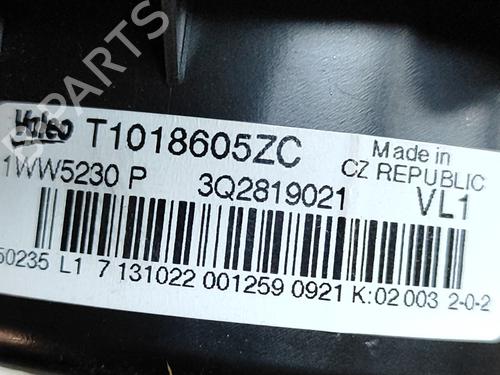 B PARTS
Valeo T1018605ZC Made in
CZ REPUBLIC
1WW5230 P 3Q2819021 VL1
50235 L1 7 131022 001259 0921 K:02 003 2-0-2